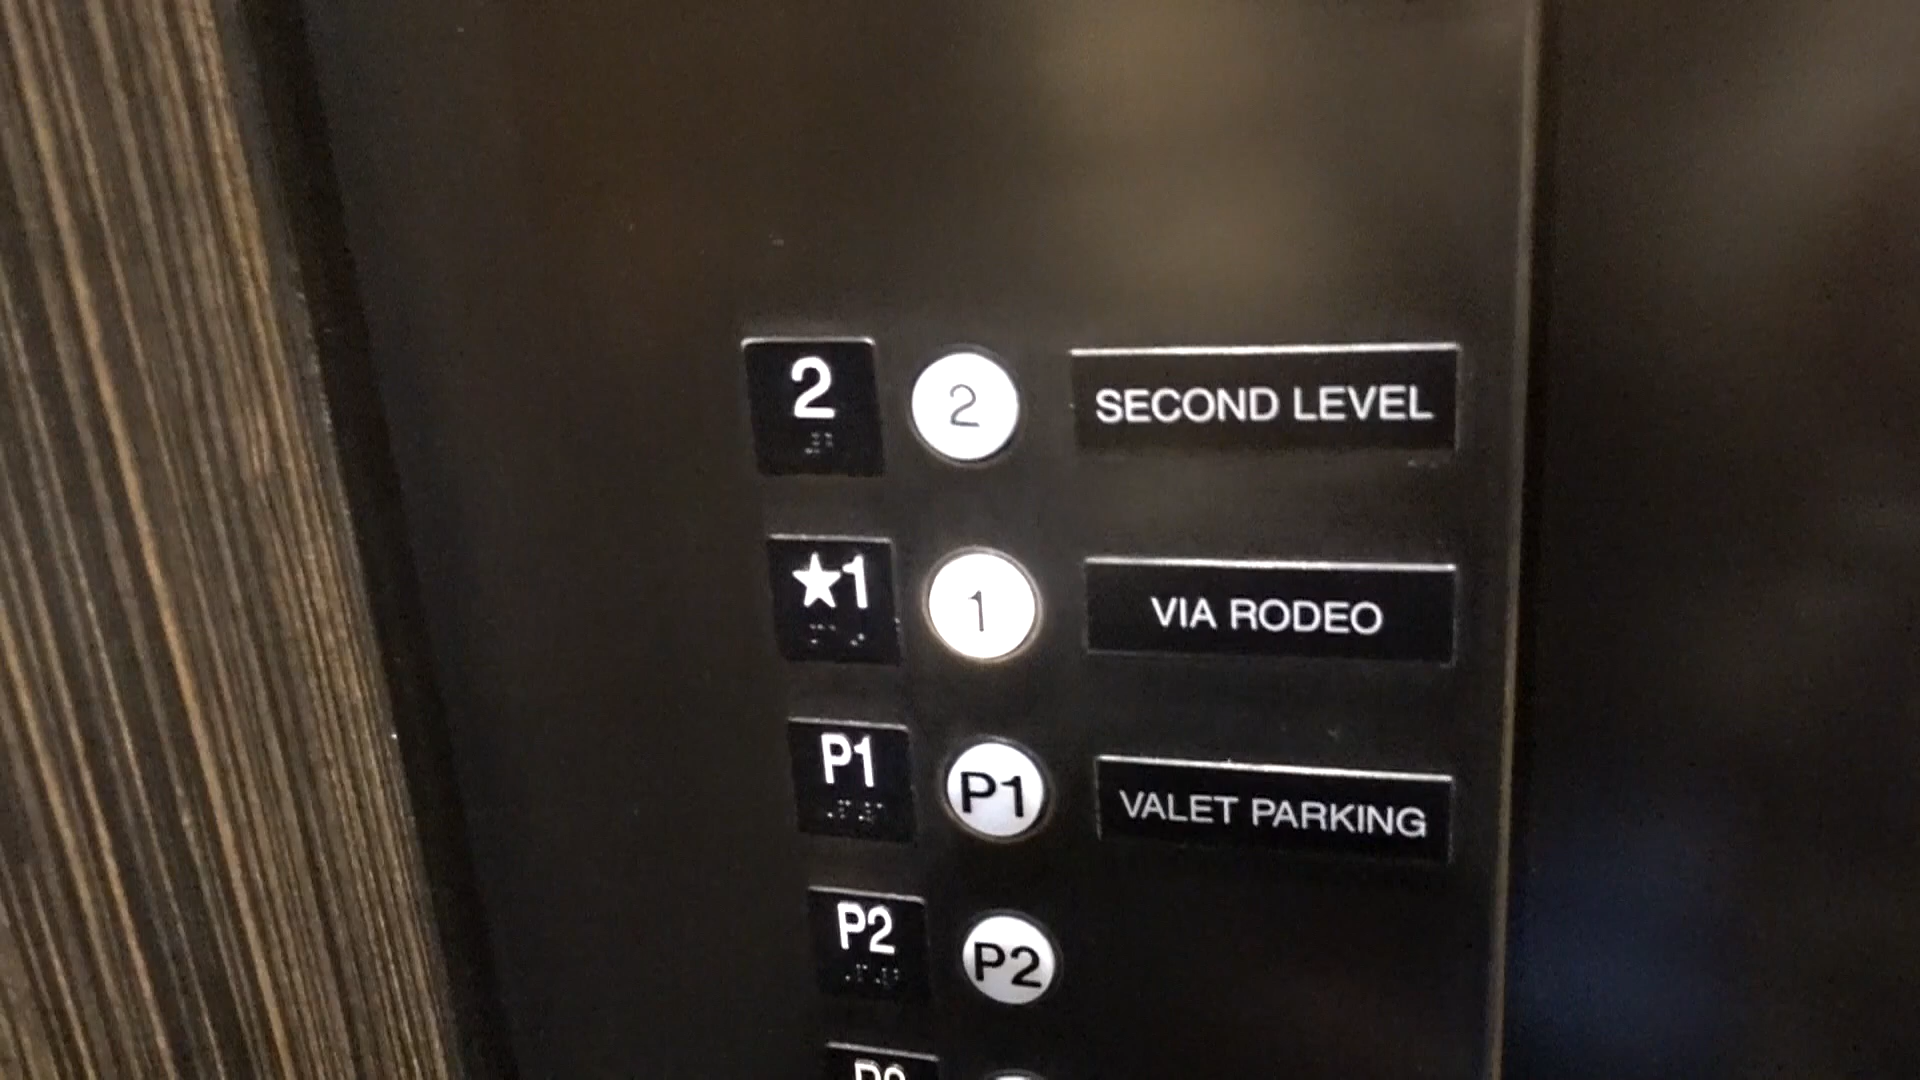 2 2 SECOND LEVEL
★1 1 VIA RODEO
P1 P1 VALET PARKING
P2 P2